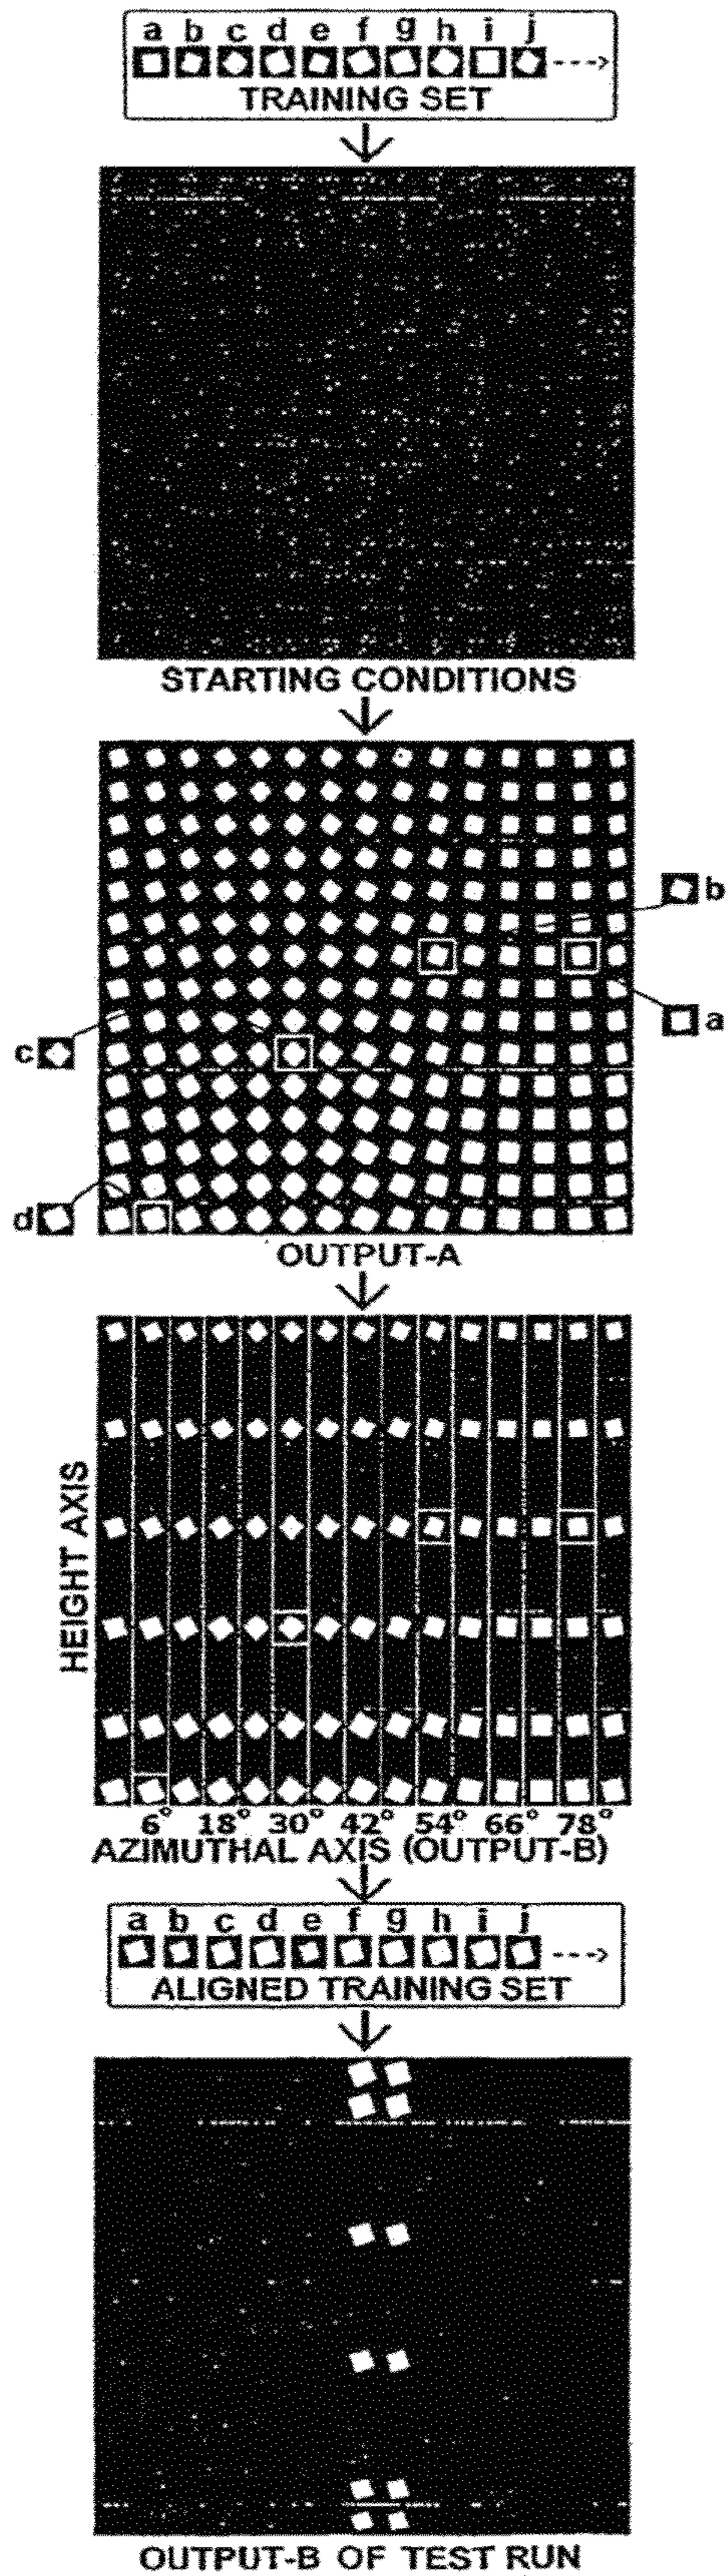 a b c d e f g h i j
TRAINING SET
STARTING CONDITIONS
b
a
c
d
OUTPUT-A
HEIGHT AXIS
6° 18° 30° 42° 54° 66° 78°
AZIMUTHAL AXIS (OUTPUT-B)
a b c d e f g h i j
ALIGNED TRAINING SET
OUTPUT-B OF TEST RUN